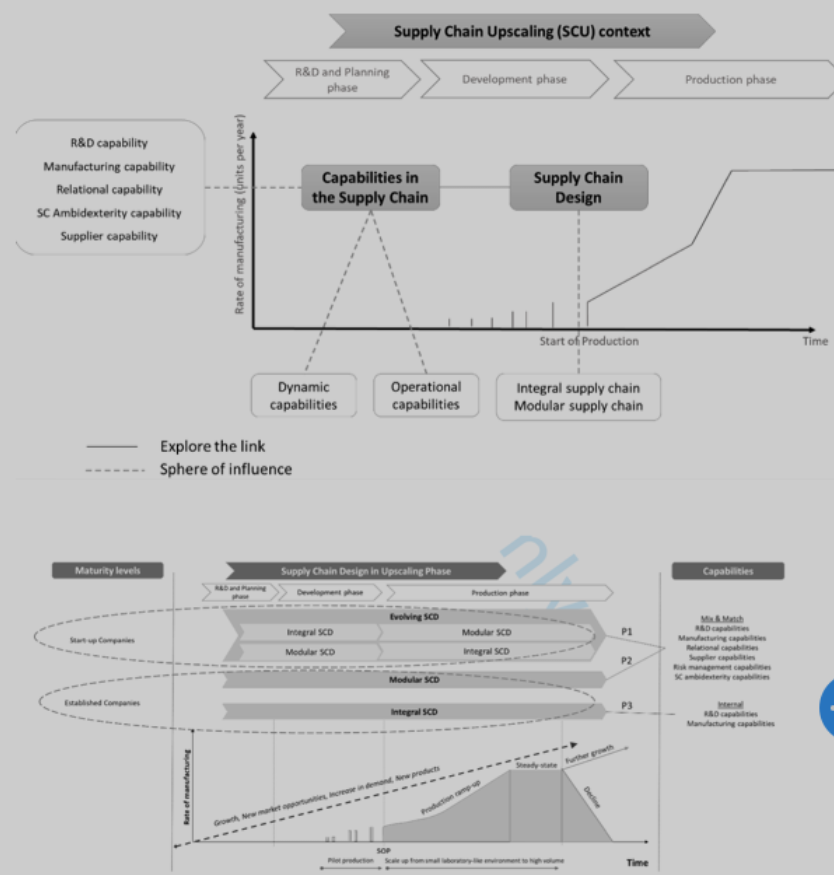 Supply Chain Upscaling (SCU) context
R&D and Planning
phase
Development phase
Production phase
R&D capability
Manufacturing capability
Relational capability
SC Ambidexterity capability
Supplier capability
Rate of manufacturing (units per year)
Capabilities in
the Supply Chain
Supply Chain
Design
Start of Production
Time
Dynamic
capabilities
Operational
capabilities
Integral supply chain
Modular supply chain
Explore the link
Sphere of influence
Maturity levels
Supply Chain Design in Upscaling Phase
Capabilities
R&D and Planning
phase
Development phase
Production phase
Evolving SCD
Start-up Companies
Integral SCD
Modular SCD
Modular SCD
Integral SCD
P1
P2
Mix & Match
R&D capabilities
Manufacturing capabilities
Relational capabilities
Supplier capabilities
Risk management capabilities
SC ambidexterity capabilities
Modular SCD
Established Companies
Integral SCD
P3
Internal
R&D capabilities
Manufacturing capabilities
Rate of manufacturing
Growth, New market opportunities, Increase in demand, New products
Production ramp-up
Steady-state
Further growth
Decline
SOP
Pilot production
Scale up from small laboratory-like environment to high-volume
Time